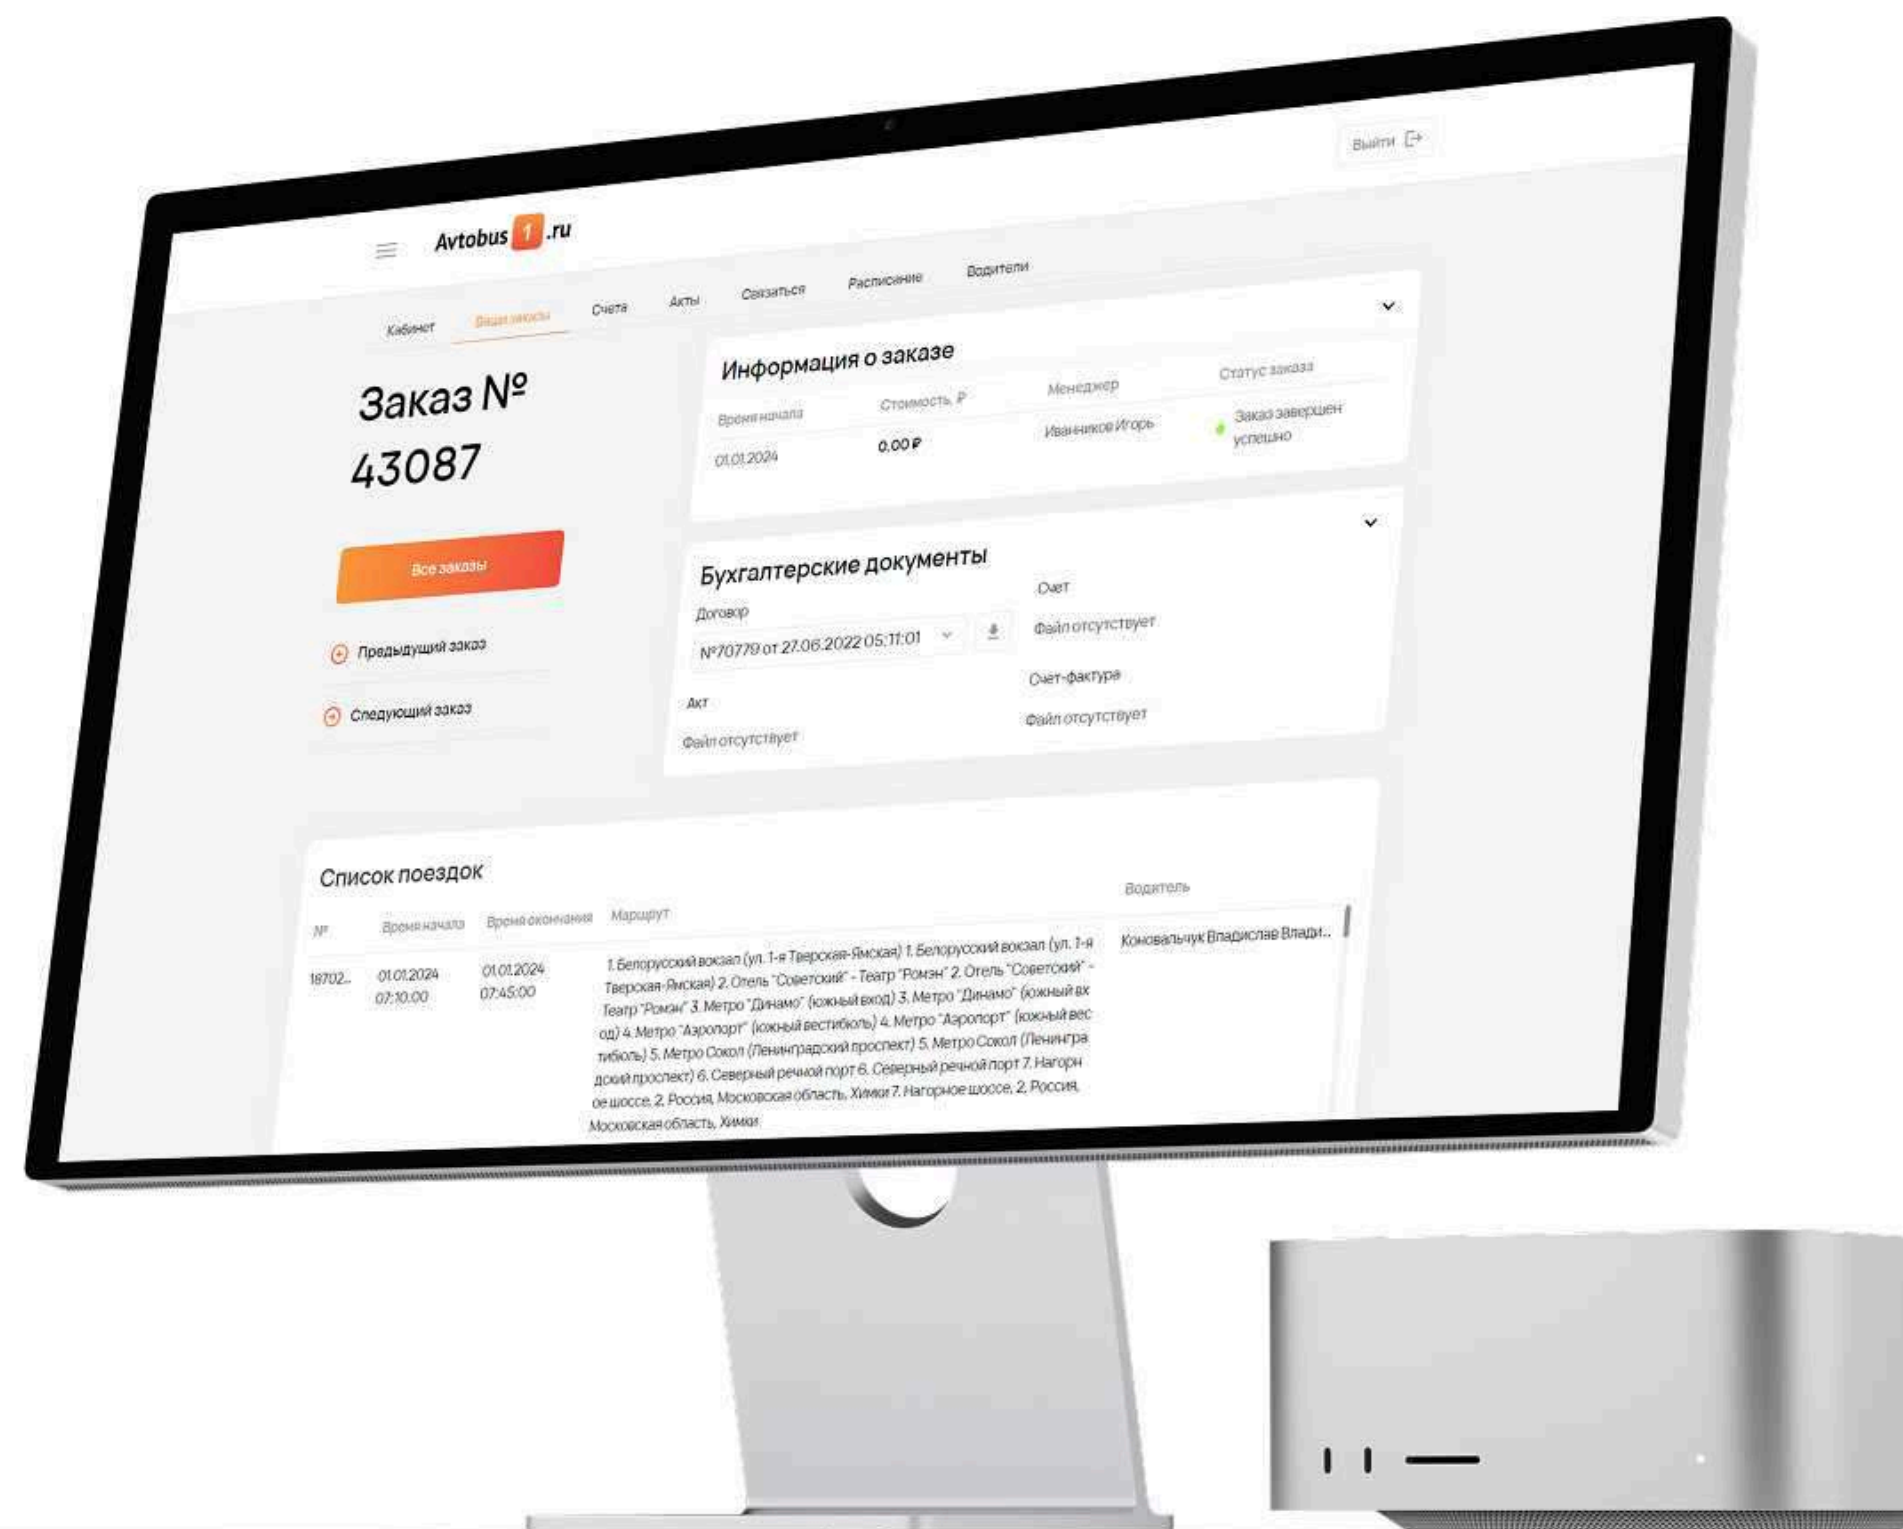 Выйти
Avtobus 1 .ru
Кабинет Ваши заказы Счета Акты Связаться Расписание Водители
Заказ №
43087
Все заказы
Предыдущий заказ
Следующий заказ
Информация о заказе
Время начала Стоимость, ₽ Менеджер Статус заказа
01.01.2024 0,00 ₽ Иванников Игорь Заказ завершен
успешно
Бухгалтерские документы
Договор Счет
№70779 от 27.06.2022 05:11:01 Файл отсутствует
Акт Счет-фактура
Файл отсутствует Файл отсутствует
Список поездок
№ Время начала Время окончания Маршрут Водитель
18702... 01.01.2024 01.01.2024 1. Белорусский вокзал (ул. 1-я Тверская-Ямская) 1. Белорусский вокзал (ул. 1-я Коновальчук Владислав Влади...
07:10:00 07:45:00 Тверская-Ямская) 2. Отель "Советский" - Театр "Ромэн" 2. Отель "Советский" -
Театр "Ромэн" 3. Метро "Динамо" (южный вход) 3. Метро "Динамо" (южный вх
од) 4. Метро "Аэропорт" (южный вестибюль) 4. Метро "Аэропорт" (южный вес
тибюль) 5. Метро Сокол (Ленинградский проспект) 5. Метро Сокол (Ленингра
дский проспект) 6. Северный речной порт 6. Северный речной порт 7. Нагорн
ое шоссе, 2, Россия, Московская область, Химки 7. Нагорное шоссе, 2, Россия,
Московская область, Химки